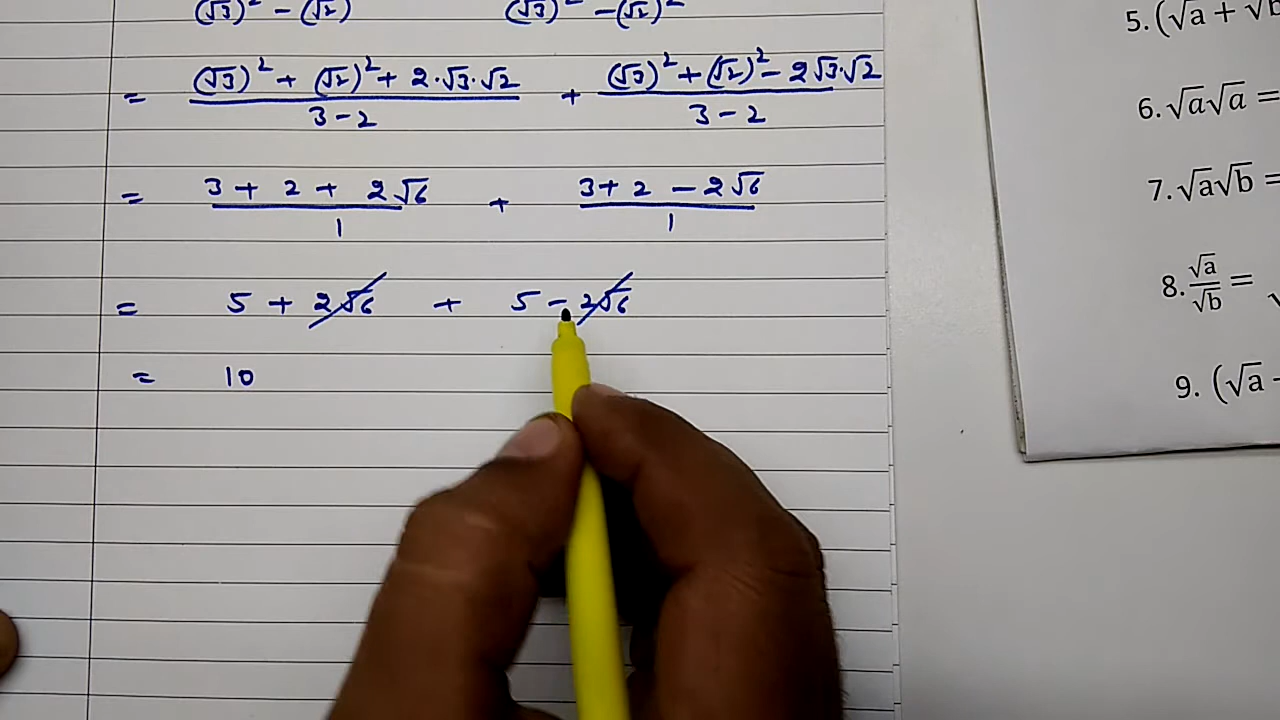 (√3)² - (√2) (√3)² - (√2)²
= (√3)² + (√2)² + 2·√3·√2 / 3-2 + (√3)² + (√2)² - 2√3·√2 / 3-2
= 3 + 2 + 2√6 / 1 + 3 + 2 - 2√6 / 1
= 5 + 2√6 + 5 - 2√6
= 10
5. (√a + √b
6. √a√a =
7. √a√b =
8. √a/√b =
9. (√a -